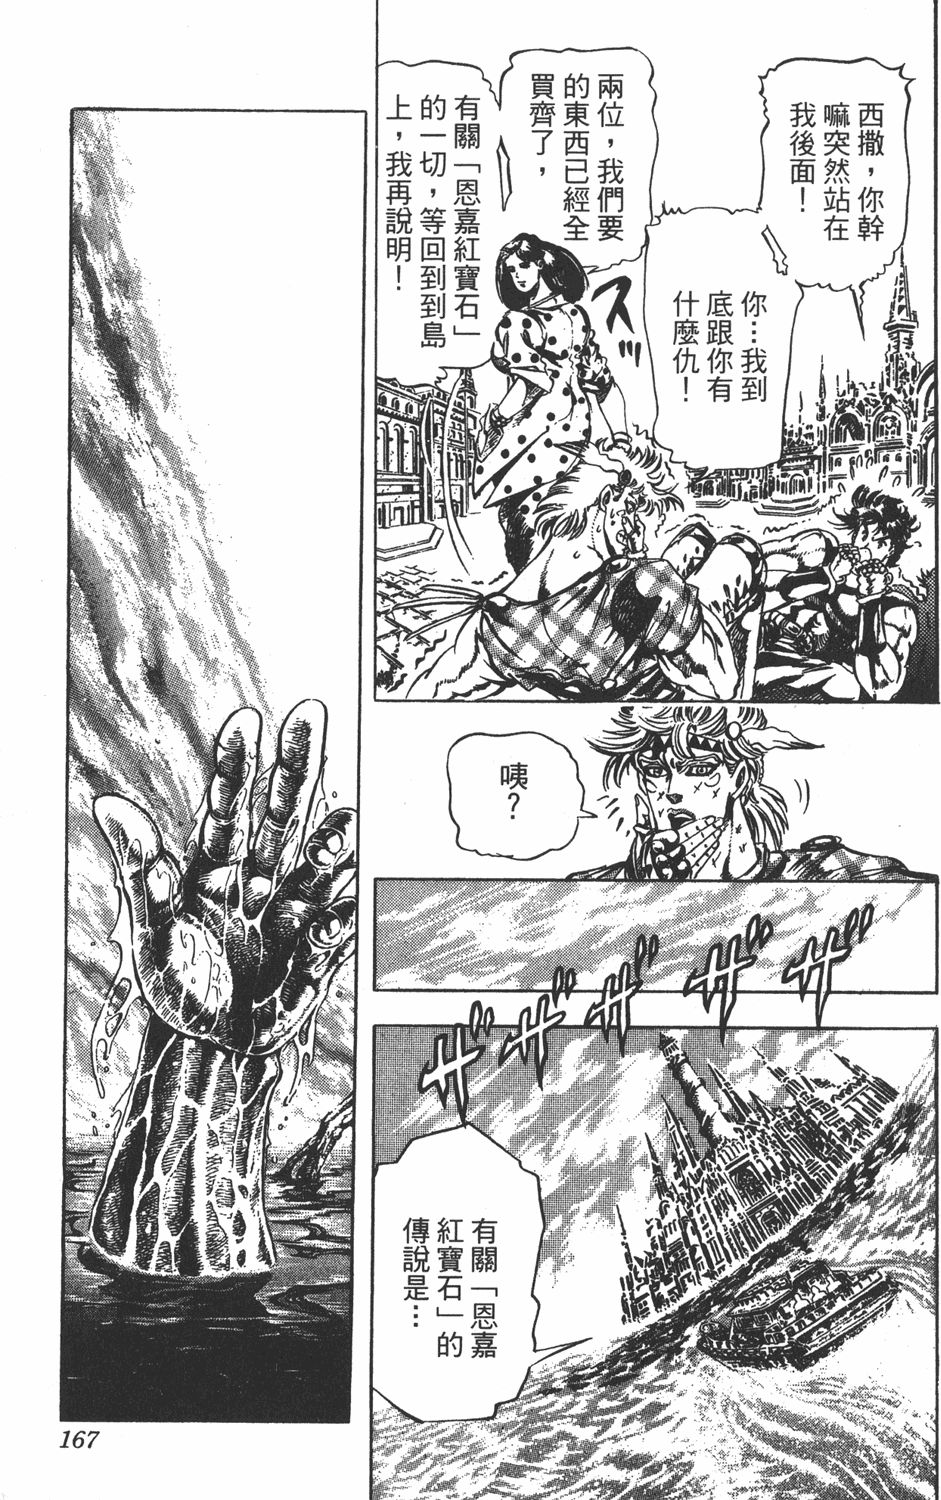 西撒，你幹
嘛突然站在
我後面！
你…我到
底跟你有
什麼仇！
兩位，我們要
的東西已經全
買齊了，
有關「恩嘉紅寶石」
的一切，等回到到島
上，我再說明！
スッ
咦？
ザザザザザ
有關「恩嘉
紅寶石」的
傳說是…
167